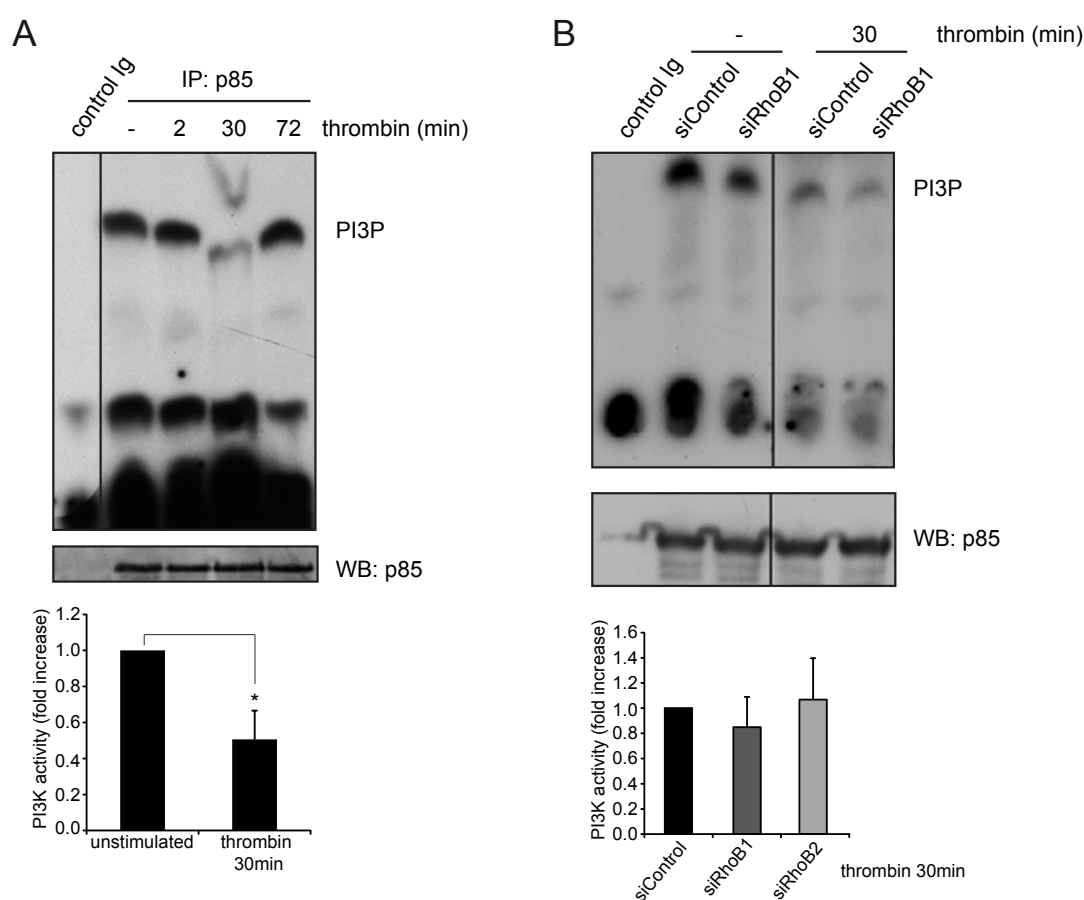 A
control Ig
IP: p85
- 2 30 72 thrombin (min)
PI3P
WB: p85
PI3K activity (fold increase)
1.2
1.0
0.8
0.6
0.4
0.2
0.0
*
unstimulated
thrombin
30min
B
- 30 thrombin (min)
control Ig
siControl
siRhoB1
siControl
siRhoB1
PI3P
WB: p85
PI3K activity (fold increase)
1.6
1.4
1.2
1.0
0.8
0.6
0.4
0.2
0.0
siControl
siRhoB1
siRhoB2
thrombin 30min